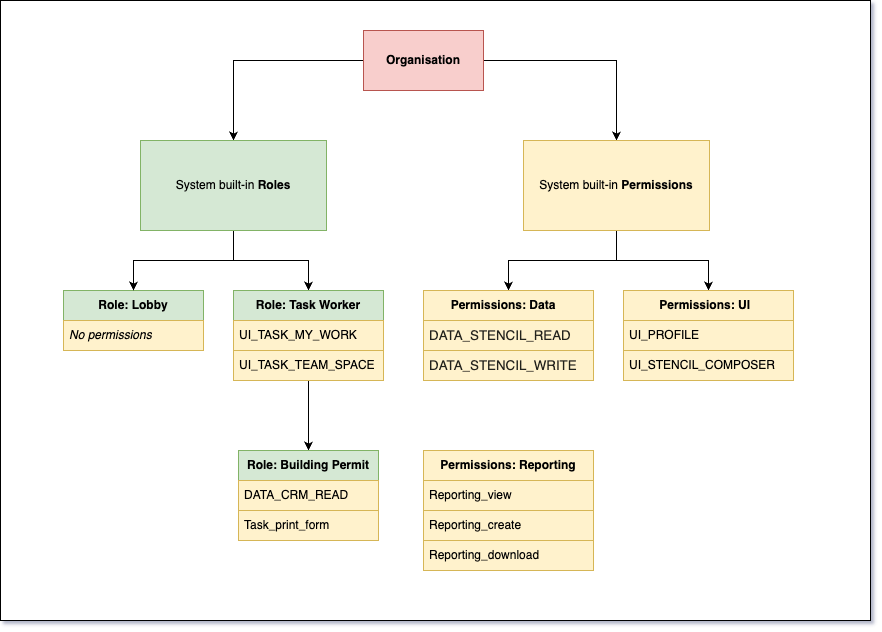 Organisation
System built-in Roles
System built-in Permissions
Role: Lobby
No permissions
Role: Task Worker
UI_TASK_MY_WORK
UI_TASK_TEAM_SPACE
Permissions: Data
DATA_STENCIL_READ
DATA_STENCIL_WRITE
Permissions: UI
UI_PROFILE
UI_STENCIL_COMPOSER
Role: Building Permit
DATA_CRM_READ
Task_print_form
Permissions: Reporting
Reporting_view
Reporting_create
Reporting_download